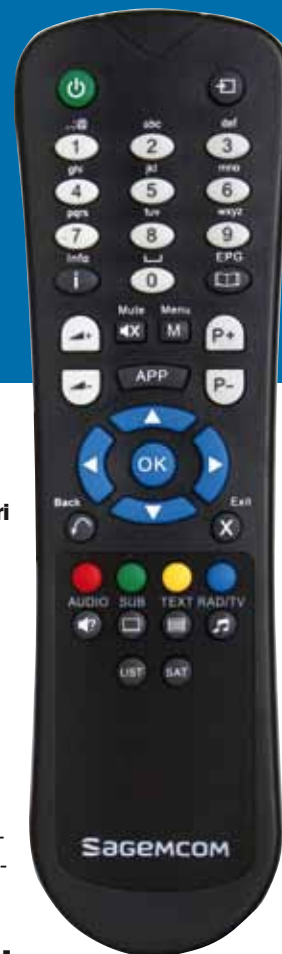 .:@ abc def
1 2 3
ghi jkl mno
4 5 6
pqrs tuv wxyz
7 8 9
Info EPG
i 0
Mute Menu
M P+
APP P-
OK
ri
Back Exit
X
AUDIO SUB TEXT RAD/TV
?
LIST SAT
SAGEMCOM
-
-